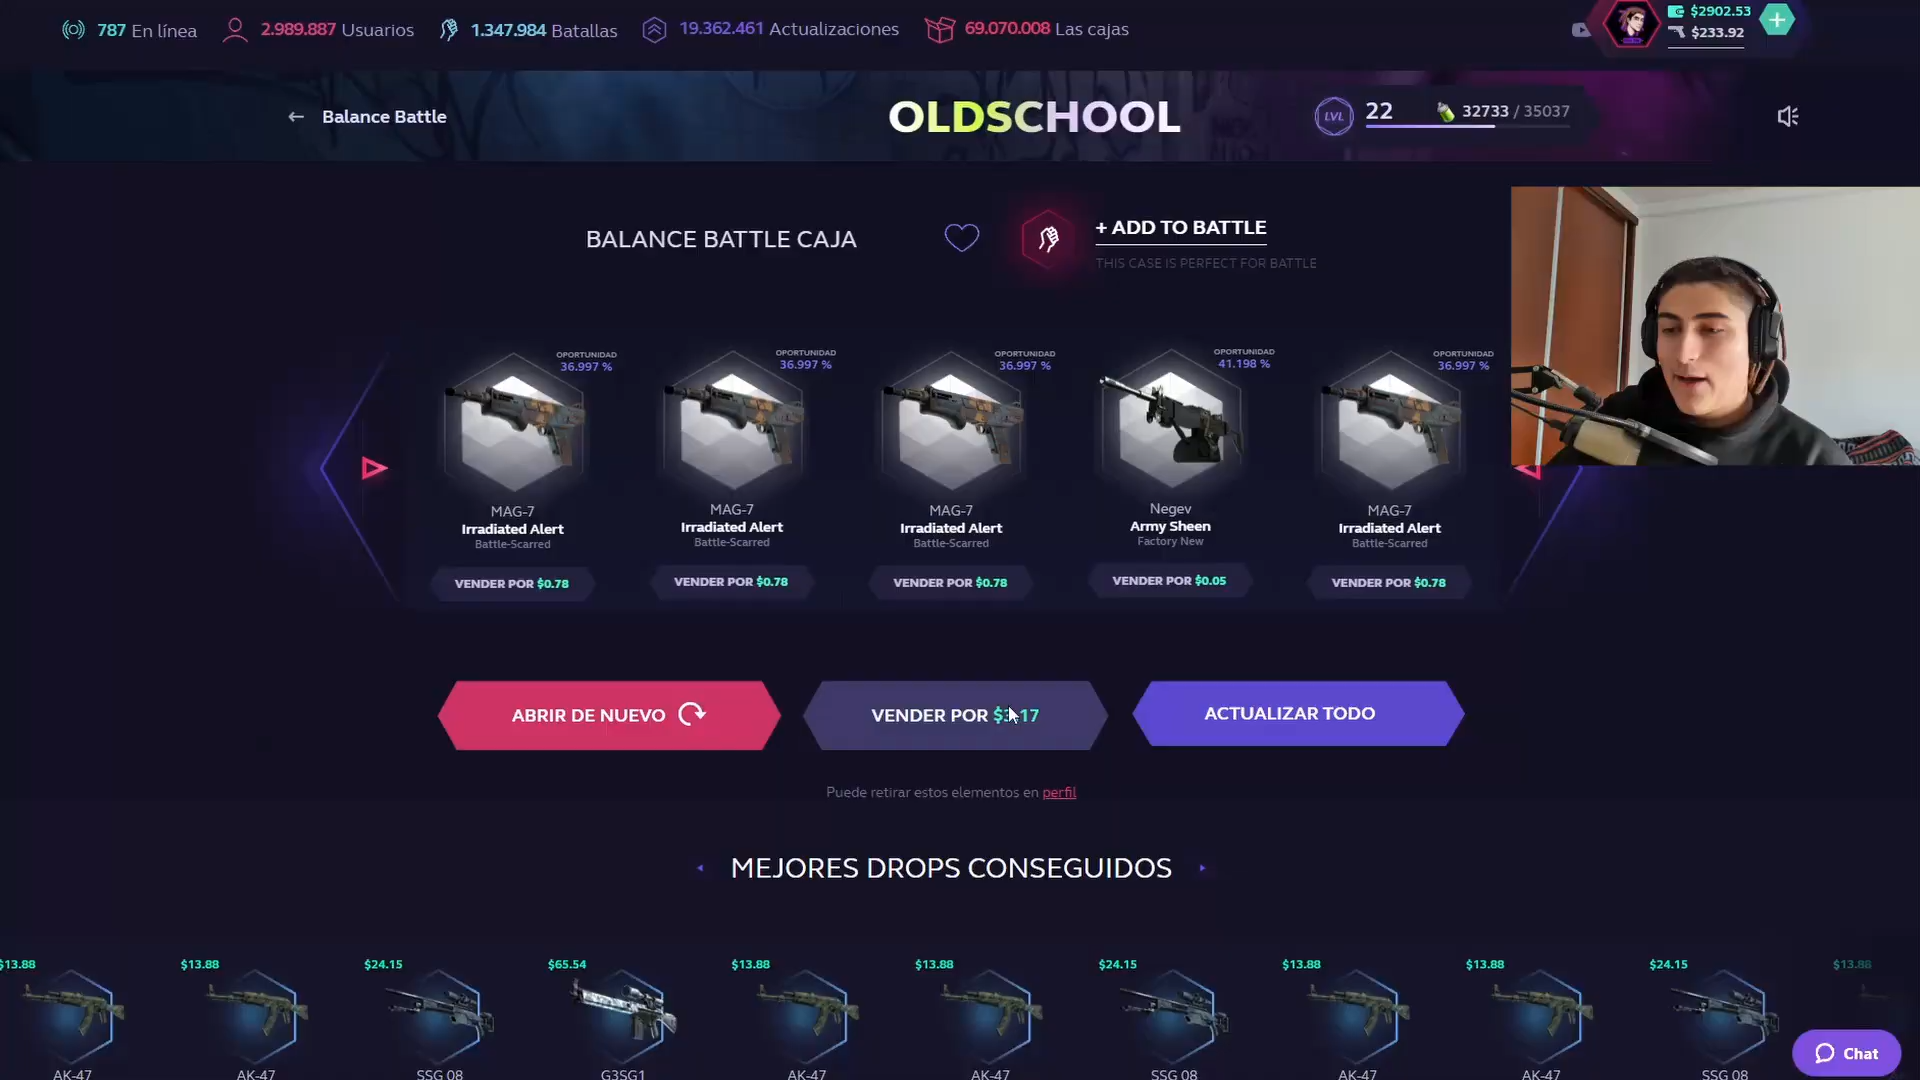 787 En línea 2.989.887 Usuarios 1.347.984 Batallas 19.362.461 Actualizaciones 69.070.008 Las cajas
$2902.53
$233.92
← Balance Battle
OLDSCHOOL
LVL 22 32733 / 35037
BALANCE BATTLE CAJA
+ ADD TO BATTLE
THIS CASE IS PERFECT FOR BATTLE
OPORTUNIDAD OPORTUNIDAD OPORTUNIDAD OPORTUNIDAD OPORTUNIDAD
36.997 % 36.997 % 36.997 % 41.198 % 36.997 %
MAG-7 MAG-7 MAG-7 Negev MAG-7
Irradiated Alert Irradiated Alert Irradiated Alert Army Sheen Irradiated Alert
Battle-Scarred Battle-Scarred Battle-Scarred Factory New Battle-Scarred
VENDER POR $0.78 VENDER POR $0.78 VENDER POR $0.78 VENDER POR $0.05 VENDER POR $0.78
ABRIR DE NUEVO VENDER POR ACTUALIZAR TODO
Puede retirar estos elementos en perfil
MEJORES DROPS CONSEGUIDOS
$13.88 $13.88 $24.15 $65.54 $13.88 $13.88 $24.15 $13.88 $13.88 $24.15 $13.88
AK-47 AK-47 SSG 08 G3SG1 AK-47 AK-47 SSG 08 AK-47 AK-47 SSG 08
Chat